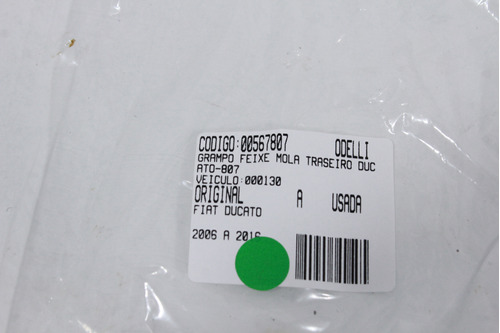 CODIGO:00567807 ODELLI
GRAMPO FEIXE MOLA TRASEIRO DUC
ATO-807
VEICULO:000130
ORIGINAL A USADA
FIAT DUCATO
2006 A 2016